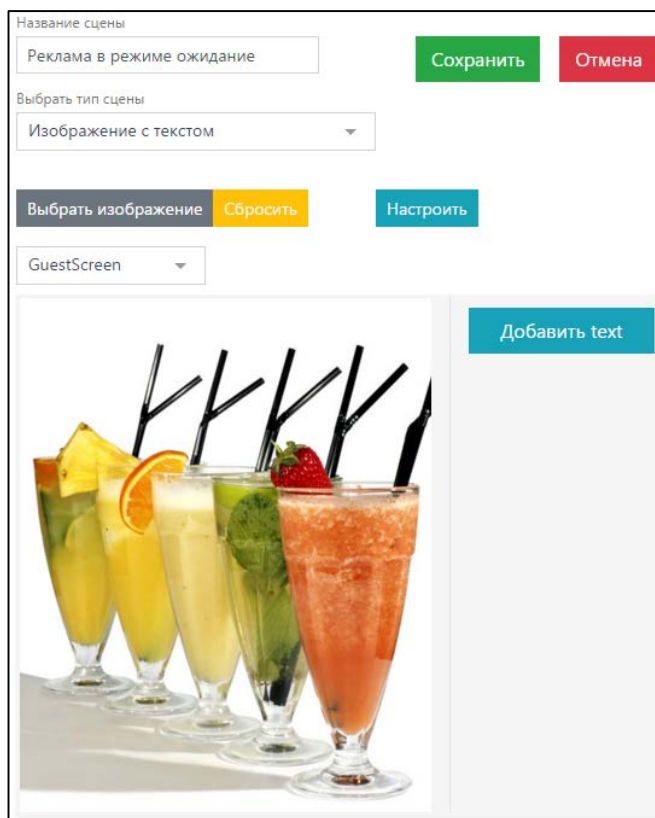 Название сцены
Реклама в режиме ожидание
Сохранить
Отмена
Выбрать тип сцены
Изображение с текстом
Выбрать изображение
Сбросить
Настроить
GuestScreen
Добавить text